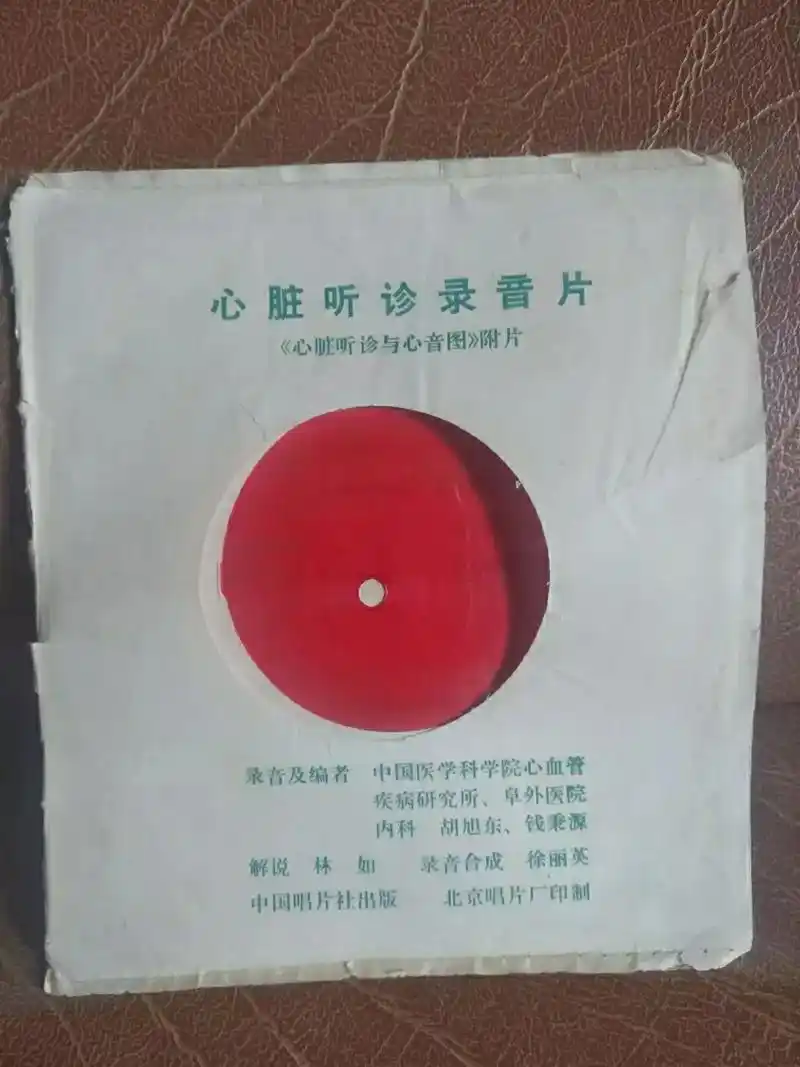 心脏听诊录音片
《心脏听诊与心音图》附片
录音及编者 中国医学科学院心血管
疾病研究所、阜外医院
内科 胡旭东、钱秉源
解说 林如 录音合成 徐丽英
中国唱片社出版 北京唱片厂印制